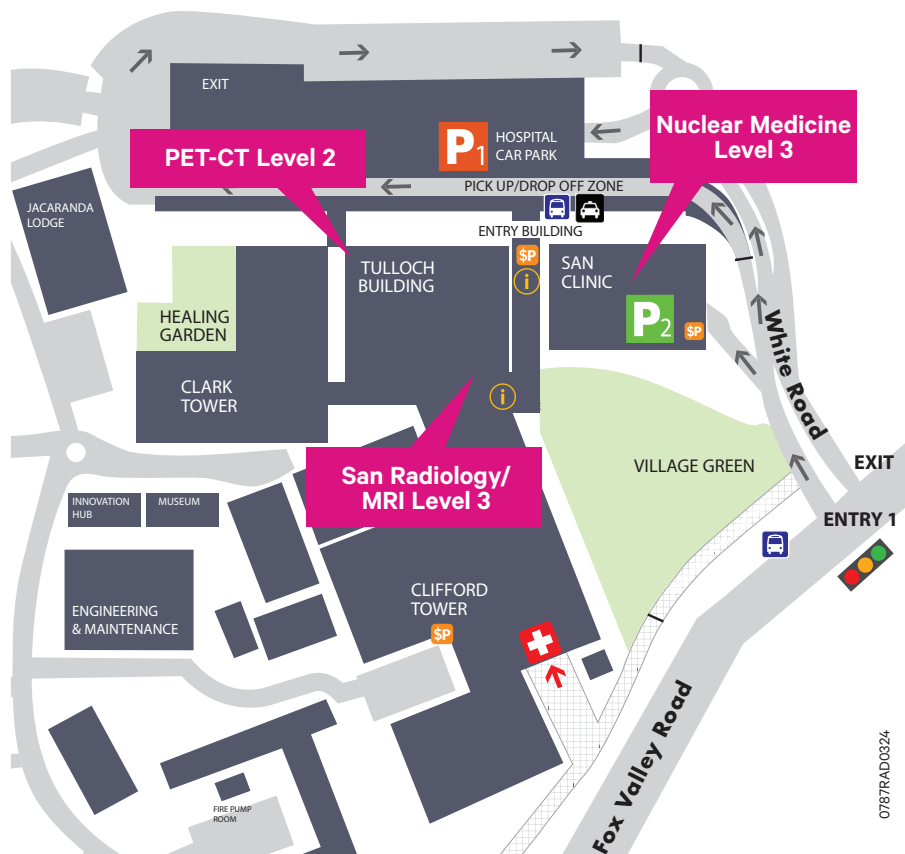 EXIT
P1
HOSPITAL
CAR PARK
Nuclear Medicine
Level 3
PET-CT Level 2
PICK UP/DROP OFF ZONE
JACARANDA
LODGE
ENTRY BUILDING
$P
i
TULLOCH
BUILDING
SAN
CLINIC
P2
$P
HEALING
GARDEN
White Road
CLARK
TOWER
i
San Radiology/
MRI Level 3
VILLAGE GREEN
EXIT
INNOVATION
HUB
MUSEUM
ENTRY 1
ENGINEERING
& MAINTENANCE
CLIFFORD
TOWER
$P
Fox Valley Road
FIRE PUMP
ROOM
0787RAD0324